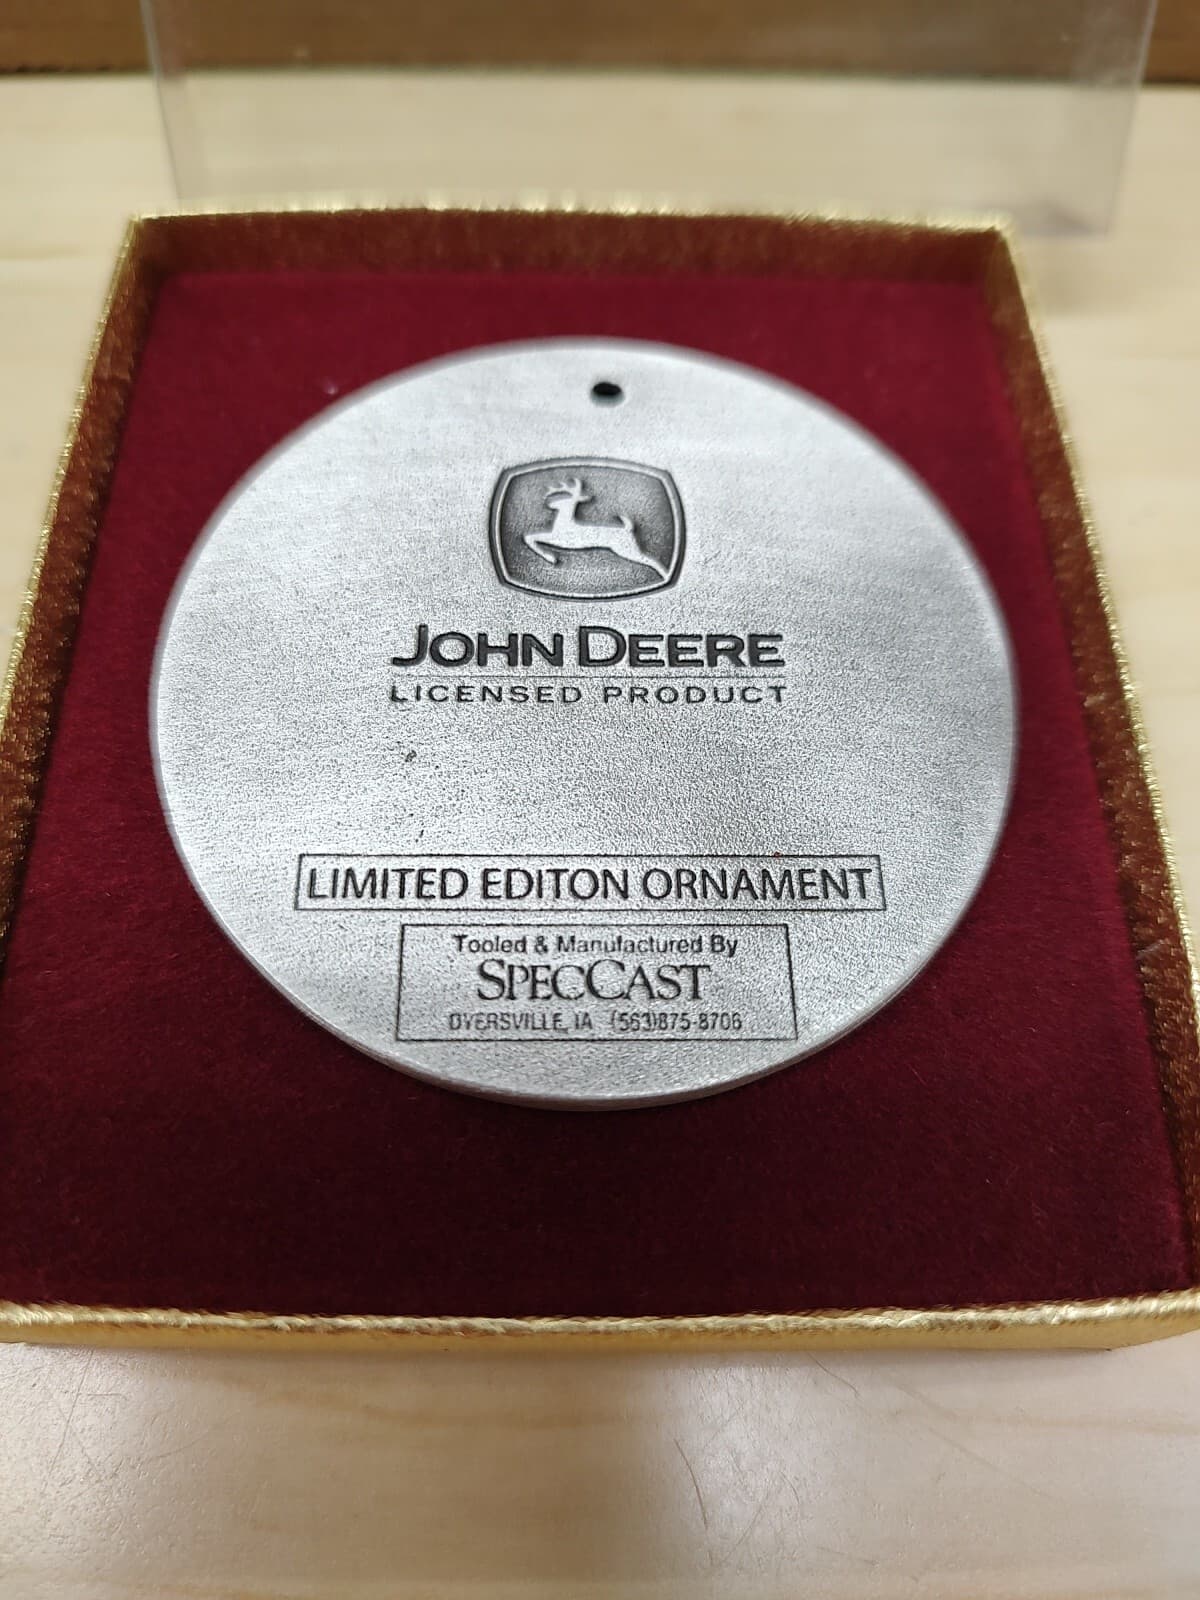 JOHN DEERE
LICENSED PRODUCT
LIMITED EDITON ORNAMENT
Tooled & Manufactured By
SPECCAST
DYERSVILLE, IA (563)875-8706